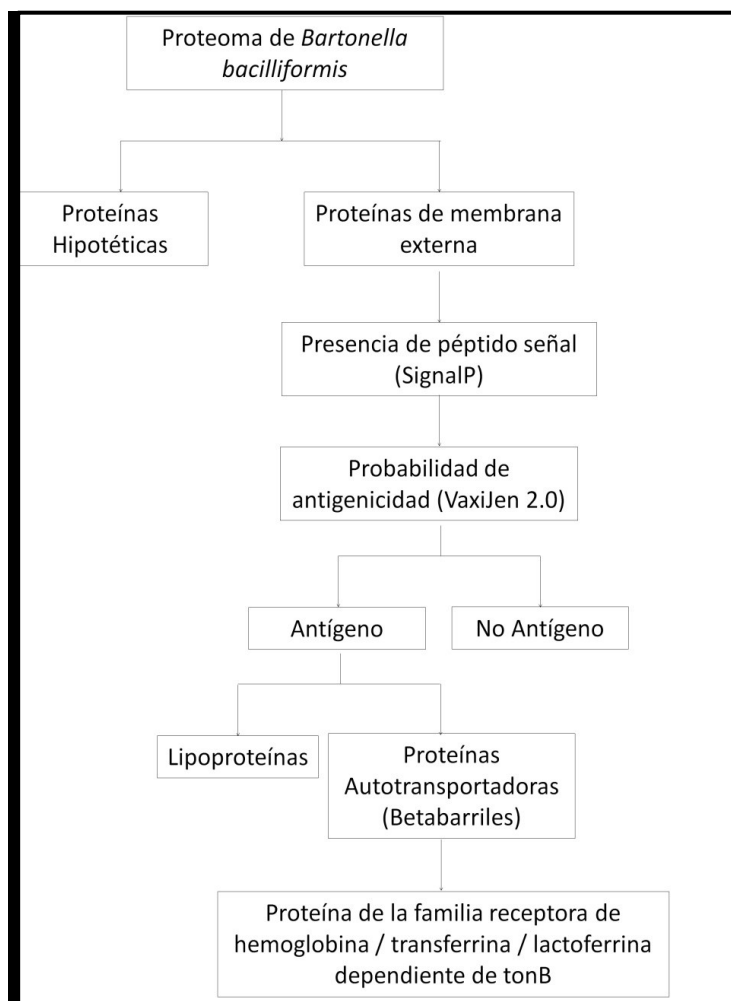 Proteoma de Bartonella
bacilliformis
Proteínas
Hipotéticas
Proteínas de membrana
externa
Presencia de péptido señal
(SignalP)
Probabilidad de
antigenicidad (VaxiJen 2.0)
Antígeno
No Antígeno
Lipoproteínas
Proteínas
Autotransportadoras
(Betabarriles)
Proteína de la familia receptora de
hemoglobina / transferrina / lactoferrina
dependiente de tonB